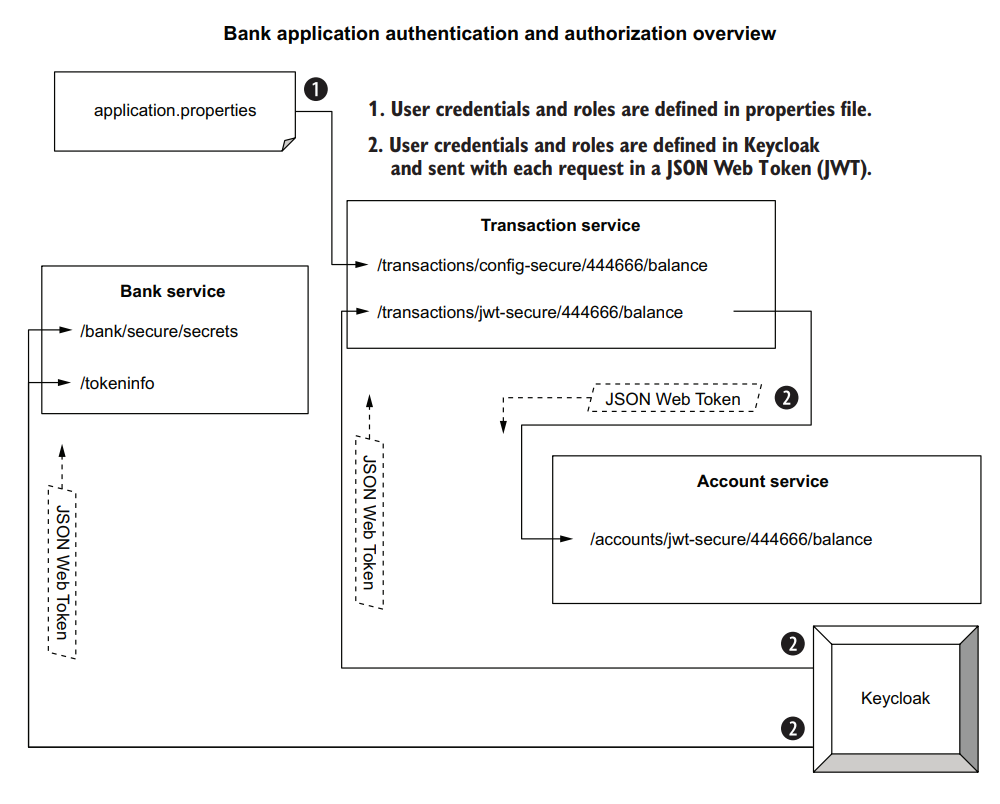 Bank application authentication and authorization overview
application.properties
1
1. User credentials and roles are defined in properties file.
2. User credentials and roles are defined in Keycloak
and sent with each request in a JSON Web Token (JWT).
Transaction service
/transactions/config-secure/444666/balance
/transactions/jwt-secure/444666/balance
Bank service
/bank/secure/secrets
/tokeninfo
JSON Web Token
2
JSON Web Token
JSON Web Token
Account service
/accounts/jwt-secure/444666/balance
2
Keycloak
2